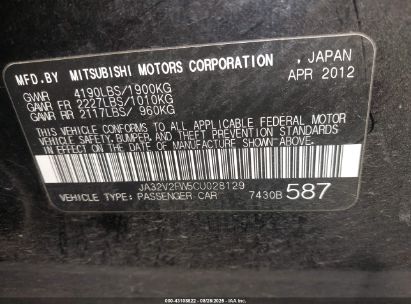 MFD.BY MITSUBISHI MOTORS CORPORATION , JAPAN
APR 2012
GVWR 4190LBS/1900KG
GAWR FR 2227LBS/1010KG
GAWR RR 2117LBS/ 960KG
THIS VEHICLE CONFORMS TO ALL APPLICABLE FEDERAL MOTOR
VEHICLE SAFETY, BUMPER, AND THEFT PREVENTION STANDARDS
IN EFFECT ON THE DATE OF MANUFACTURE SHOWN ABOVE.
JA32V2FW5CU028129
VEHICLE TYPE: PASSENGER CAR 7430B 587